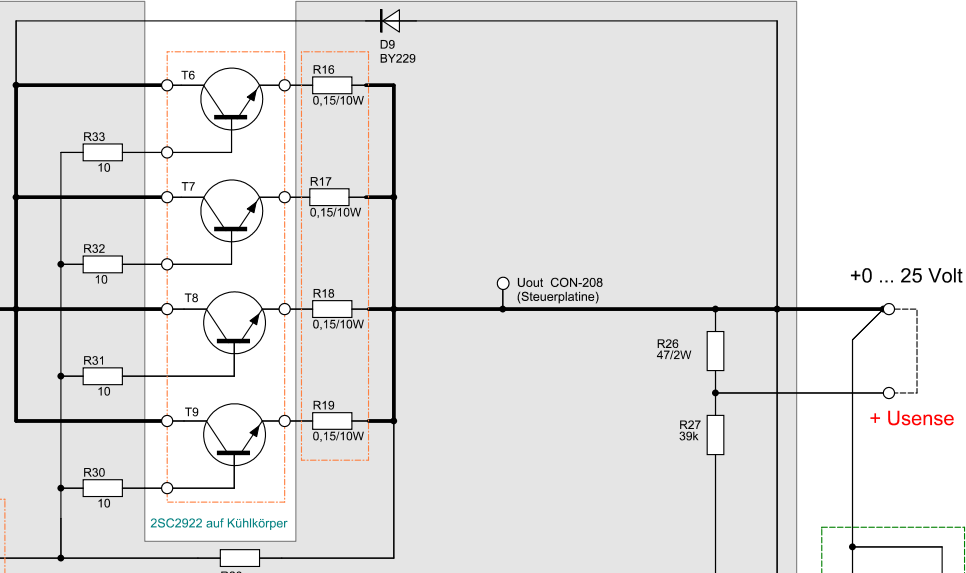 D9
BY229
T6
R16
0,15/10W
R33
10
T7
R17
0,15/10W
R32
10
+0 ... 25 Volt
Uout CON-208
(Steuerplatine)
T8
R18
0,15/10W
R26
47/2W
R31
10
T9
R19
0,15/10W
+ Usense
R27
39k
R30
10
2SC2922 auf Kühlkörper